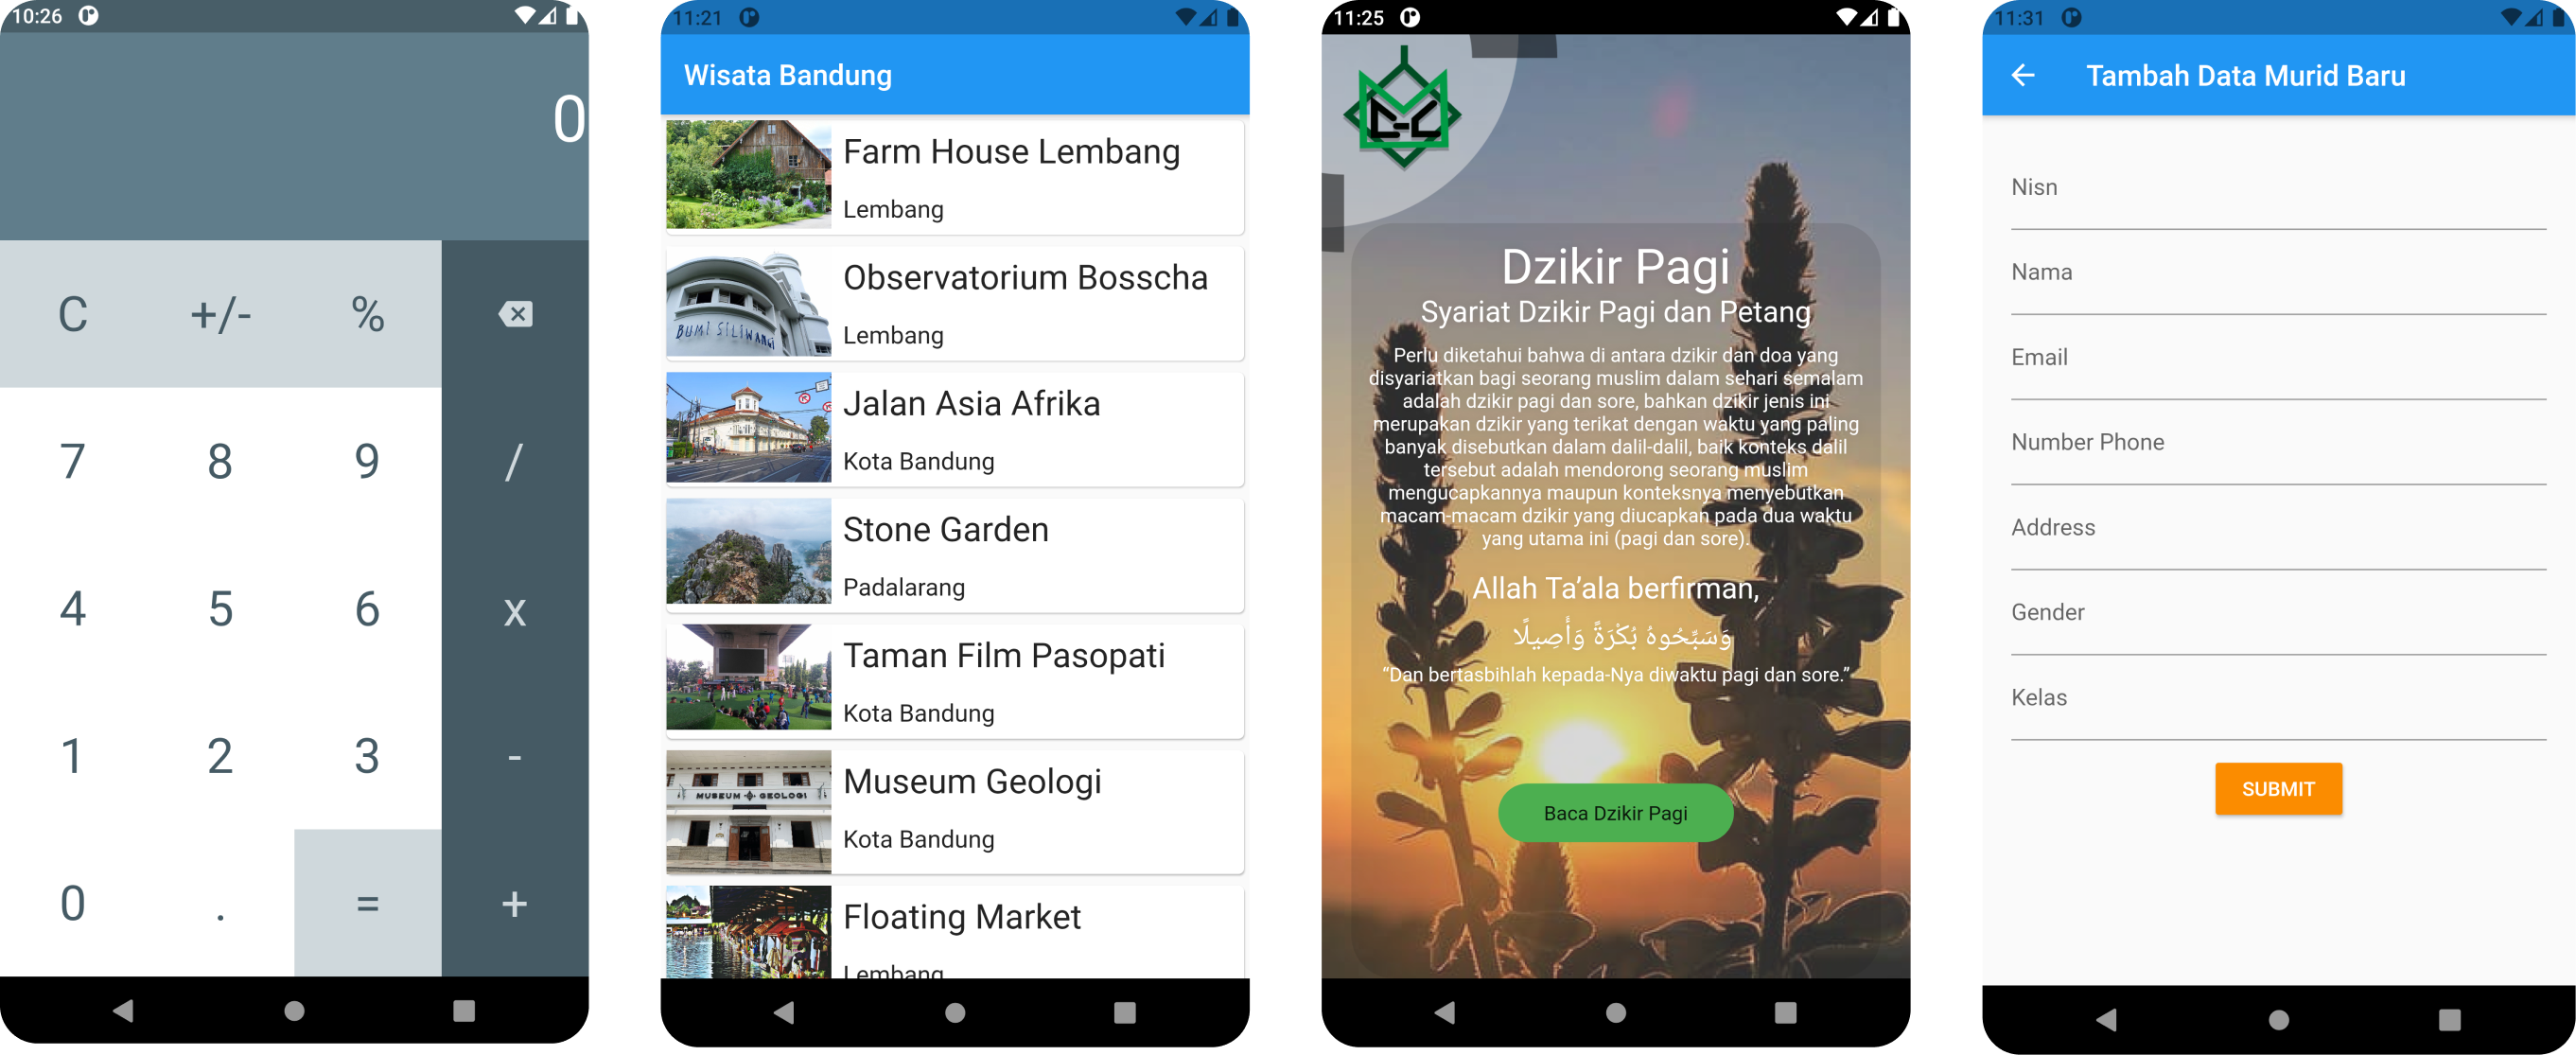 10:26
0
C +/- %
7 8 9 /
4 5 6 x
1 2 3 -
0 . = +
11:21
Wisata Bandung
Farm House Lembang
Lembang
Observatorium Bosscha
BUMI SILIWANGI
Lembang
Jalan Asia Afrika
Kota Bandung
Stone Garden
Padalarang
Taman Film Pasopati
Kota Bandung
Museum Geologi
MUSEUM GEOLOGI
Kota Bandung
Floating Market
Lembang
11:25
Dzikir Pagi
Syariat Dzikir Pagi dan Petang
Perlu diketahui bahwa di antara dzikir dan doa yang
disyariatkan bagi seorang muslim dalam sehari semalam
adalah dzikir pagi dan sore, bahkan dzikir jenis ini
merupakan dzikir yang terikat dengan waktu yang paling
banyak disebutkan dalam dalil-dalil, baik konteks dalil
tersebut adalah mendorong seorang muslim
mengucapkannya maupun konteksnya menyebutkan
macam-macam dzikir yang diucapkan pada dua waktu
yang utama ini (pagi dan sore).
Allah Ta’ala berfirman,
وَسَبِّحُوهُ بُكْرَةً وَأَصِيلًا
“Dan bertasbihlah kepada-Nya diwaktu pagi dan sore.”
Baca Dzikir Pagi
11:31
Tambah Data Murid Baru
Nisn
Nama
Email
Number Phone
Address
Gender
Kelas
SUBMIT